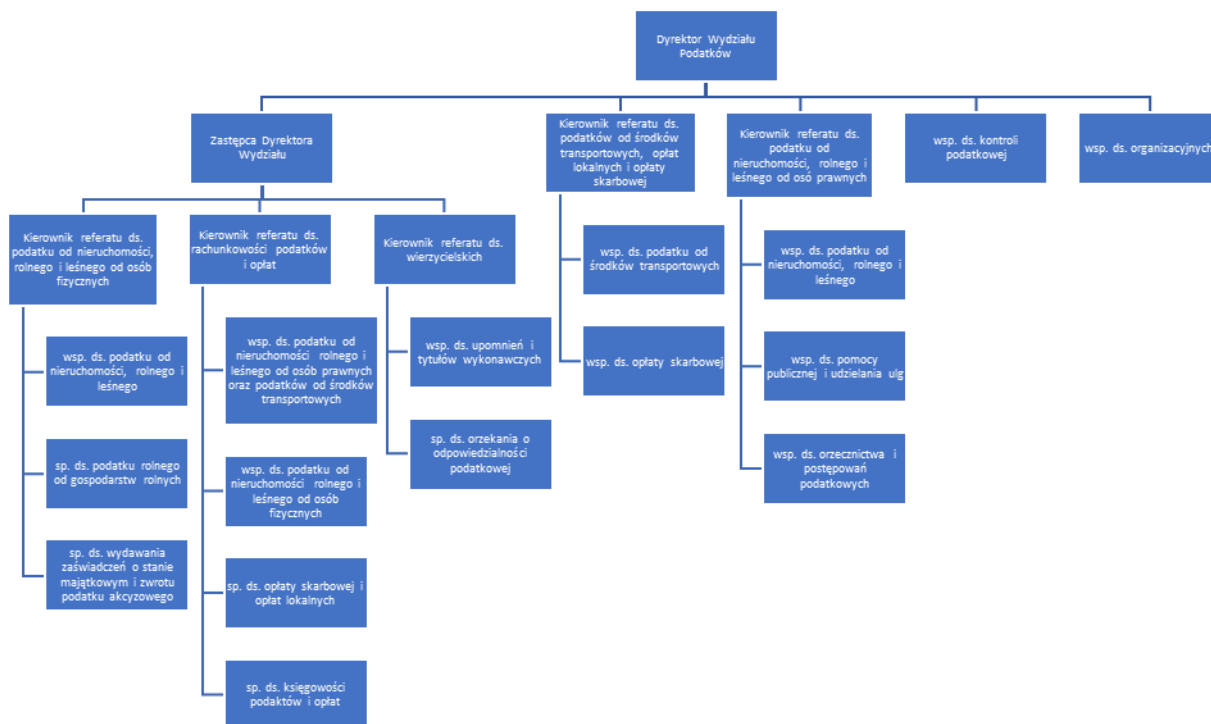 Dyrektor Wydziału
Podatków
Zastępca Dyrektora
Wydziału
Kierownik referatu ds.
podatków od środków
transportowych, opłat
lokalnych i opłaty
skarbowej
Kierownik referatu ds.
podatku od
nieruchomości, rolnego i
leśnego od osó prawnych
wsp. ds. kontroli
podatkowej
wsp. ds. organizacyjnych
Kierownik referatu ds.
podatku od nieruchomości,
rolnego i leśnego od osób
fizycznych
Kierownik referatu ds.
rachunkowości podatków
i opłat
Kierownik referatu ds.
wierzycielskich
wsp. ds. podatku od
nieruchomości, rolnego i
leśnego
sp. ds. podatku rolnego
od gospodarstw rolnych
sp. ds. wydawania
zaświadczeń o stanie
majątkowym i zwrotu
podatku akcyzowego
wsp. ds. podatku od
nieruchomości rolnego i
leśnego od osób prawnych
oraz podatków od środków
transportowych
wsp. ds. podatku od
nieruchomości rolnego i
leśnego od osób
fizycznych
sp. ds. opłaty skarbowej i
opłat lokalnych
sp. ds. księgowości
podaktów i opłat
wsp. ds. upomnień i
tytułów wykonawczych
sp. ds. orzekania o
odpowiedzialności
podatkowej
wsp. ds. podatku od
środków transportowych
wsp. ds. opłaty skarbowej
wsp. ds. podatku od
nieruchomości, rolnego i
leśnego
wsp. ds. pomocy
publicznej i udzielania ulg
wsp. ds. orzecznictwa i
postępowań
podatkowych